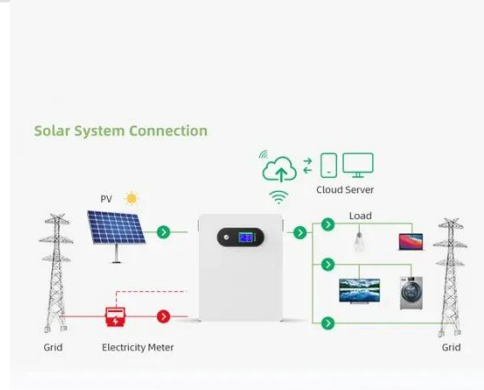 Solar System Connection
Cloud Server
PV
Load
Grid
Electricity Meter
Grid